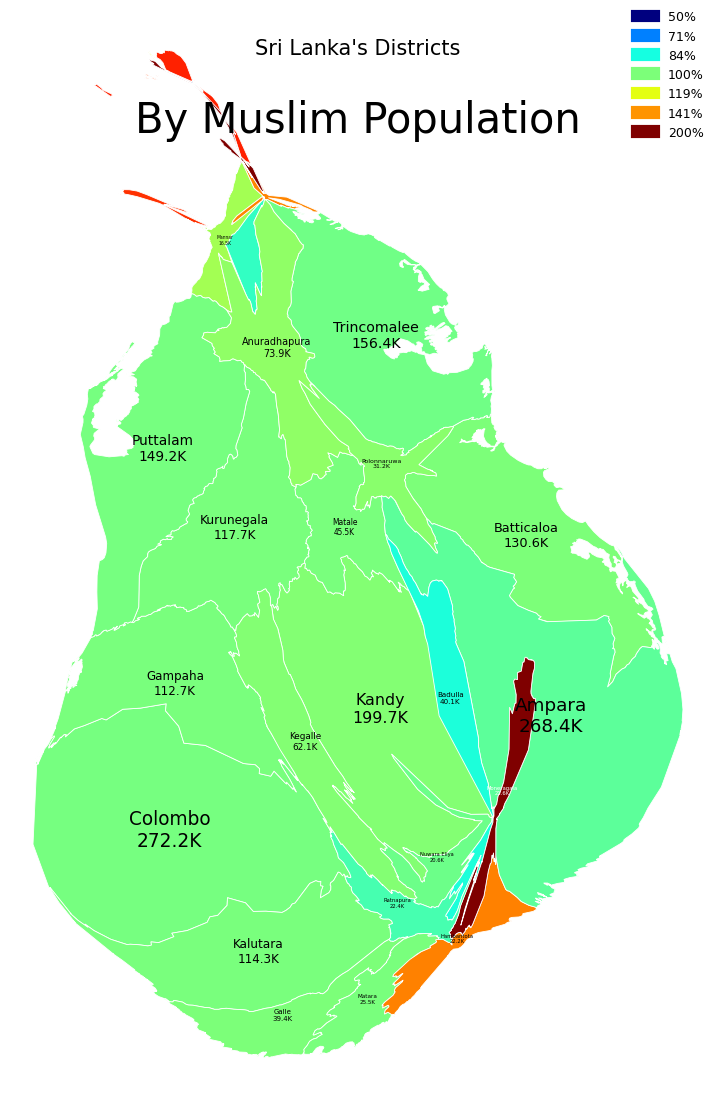 50%
71%
84%
100%
119%
141%
200%
Sri Lanka's Districts
By Muslim Population
Mannar
16.5K
Anuradhapura
73.9K
Trincomalee
156.4K
Puttalam
149.2K
Polonnaruwa
31.2K
Kurunegala
117.7K
Matale
45.5K
Batticaloa
130.6K
Gampaha
112.7K
Kandy
199.7K
Badulla
40.1K
Ampara
268.4K
Kegalle
62.1K
Colombo
272.2K
Nuwara Eliya
20.6K
Ratnapura
22.4K
Hambantota
Kalutara
114.3K
Matara
25.5K
Galle
39.4K